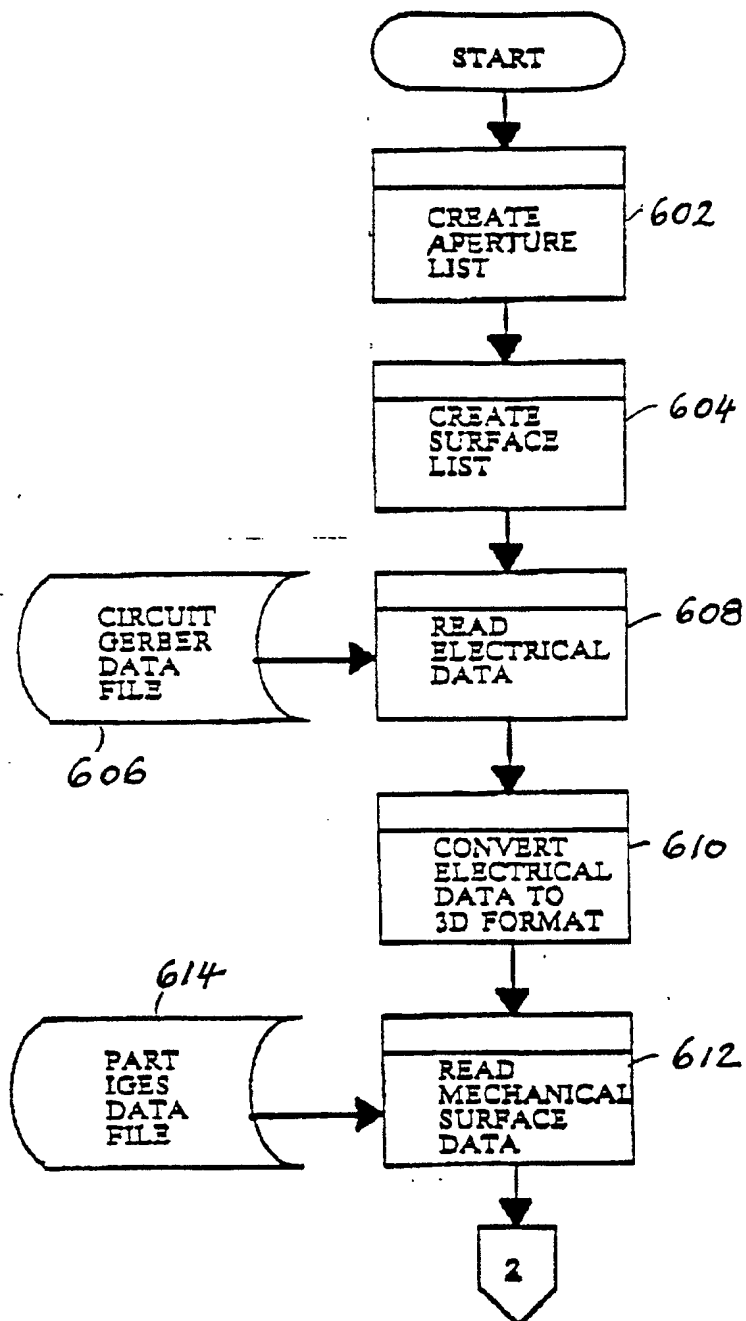 START
CREATE
APERTURE
LIST
602
CREATE
SURFACE
LIST
604
CIRCUIT
GERBER
DATA
FILE
606
READ
ELECTRICAL
DATA
608
CONVERT
ELECTRICAL
DATA TO
3D FORMAT
610
614
PART
IGES
DATA
FILE
READ
MECHANICAL
SURFACE
DATA
612
2